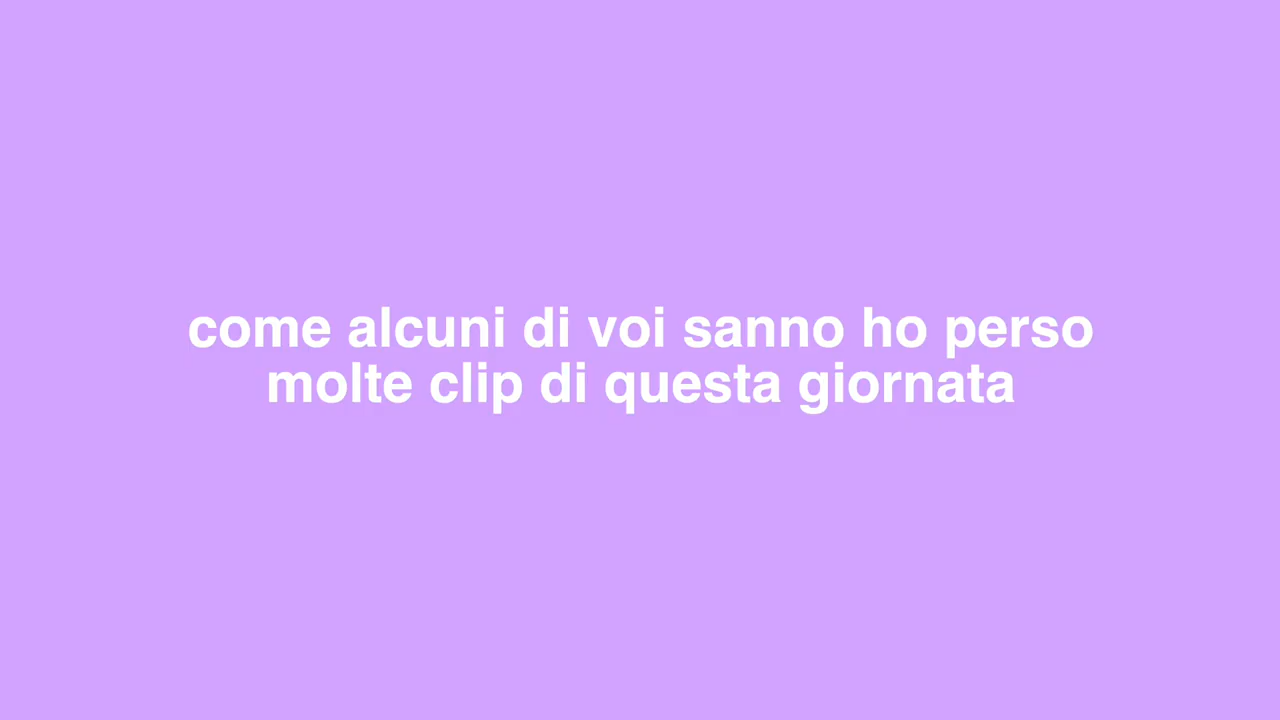 come alcuni di voi sanno ho perso
molte clip di questa giornata